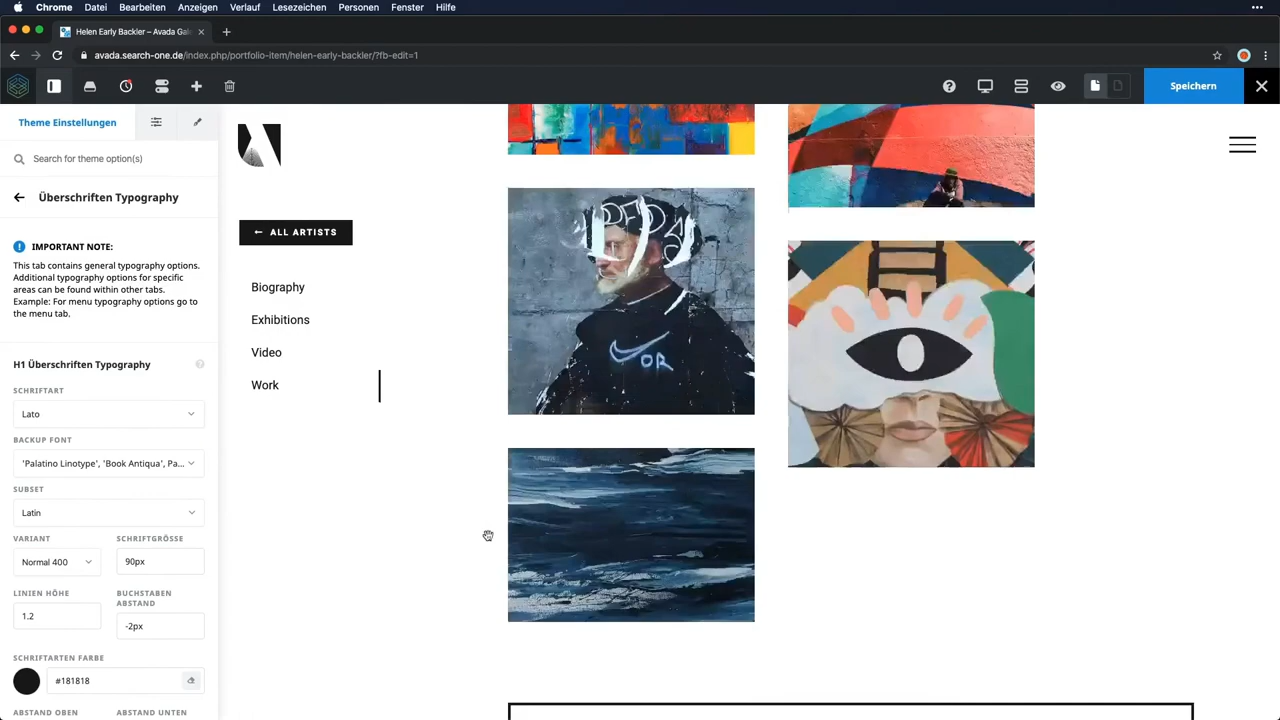 Chrome Datei Bearbeiten Anzeigen Verlauf Lesezeichen Personen Fenster Hilfe
Helen Early Backler – Avada Gal
avada.search-one.de/index.php/portfolio-item/helen-early-backler/?fb-edit=1
Speichern
Theme Einstellungen
Search for theme option(s)
Überschriften Typography
IMPORTANT NOTE:
This tab contains general typography options.
Additional typography options for specific
areas can be found within other tabs.
Example: For menu typography options go to
the menu tab.
H1 Überschriften Typography
SCHRIFTART
Lato
BACKUP FONT
'Palatino Linotype', 'Book Antiqua', Pa...
SUBSET
Latin
VARIANT SCHRIFTGRÖSSE
Normal 400 90px
LINIEN HÖHE BUCHSTABEN
ABSTAND
1.2 -2px
SCHRIFTARTEN FARBE
#181818
ABSTAND OBEN ABSTAND UNTEN
← ALL ARTISTS
Biography
Exhibitions
Video
Work
OR